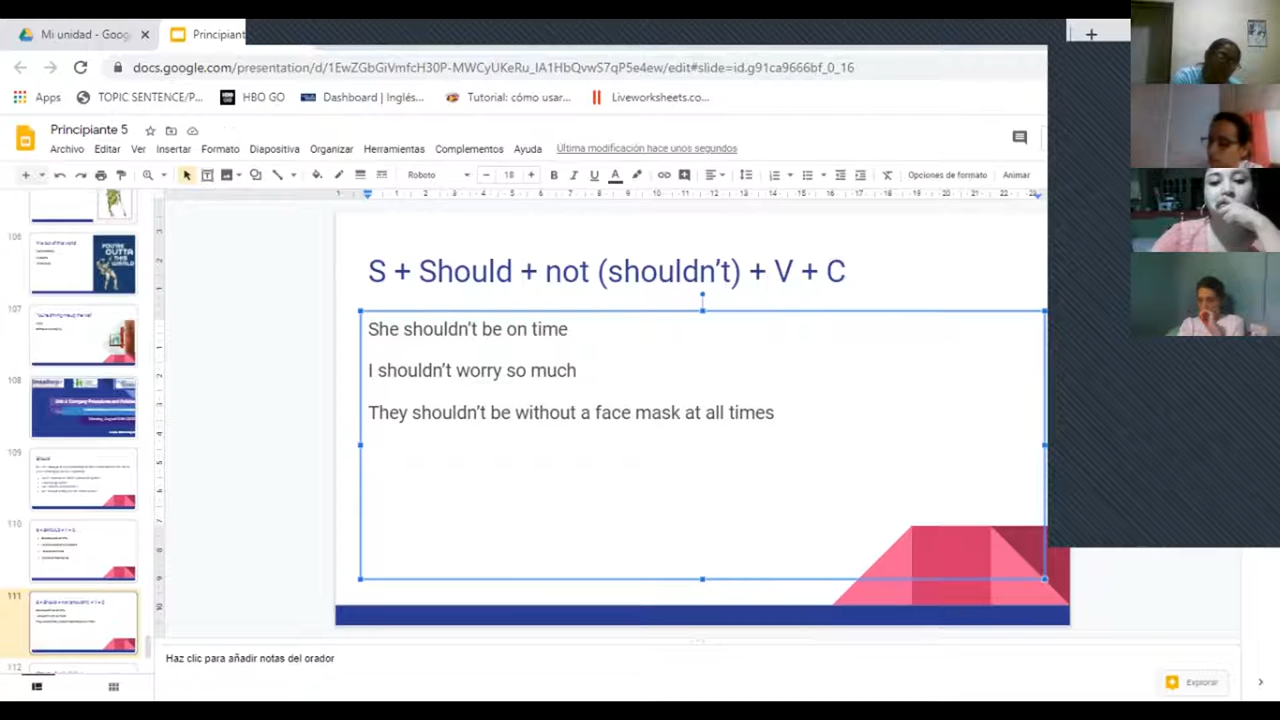 Mi unidad - Goog
Principiant
docs.google.com/presentation/d/1EwZGbGiVmfcH30P-MWCyUKeRu_IA1HbQvwS7qP5e4ew/edit#slide=id.g91ca9666bf_0_16
Apps TOPIC SENTENCE/P... HBO GO Dashboard | Inglés... Tutorial: cómo usar... Liveworksheets.co...
Principiante 5
Archivo Editar Ver Insertar Formato Diapositiva Organizar Herramientas Complementos Ayuda Última modificación hace unos segundos
Roboto 18 B I U A Opciones de formato Animar
S + Should + not (shouldn't) + V + C
She shouldn't be on time
I shouldn't worry so much
They shouldn't be without a face mask at all times
106
107
108
109
Should
110
111
112
Haz clic para añadir notas del orador
Explorar